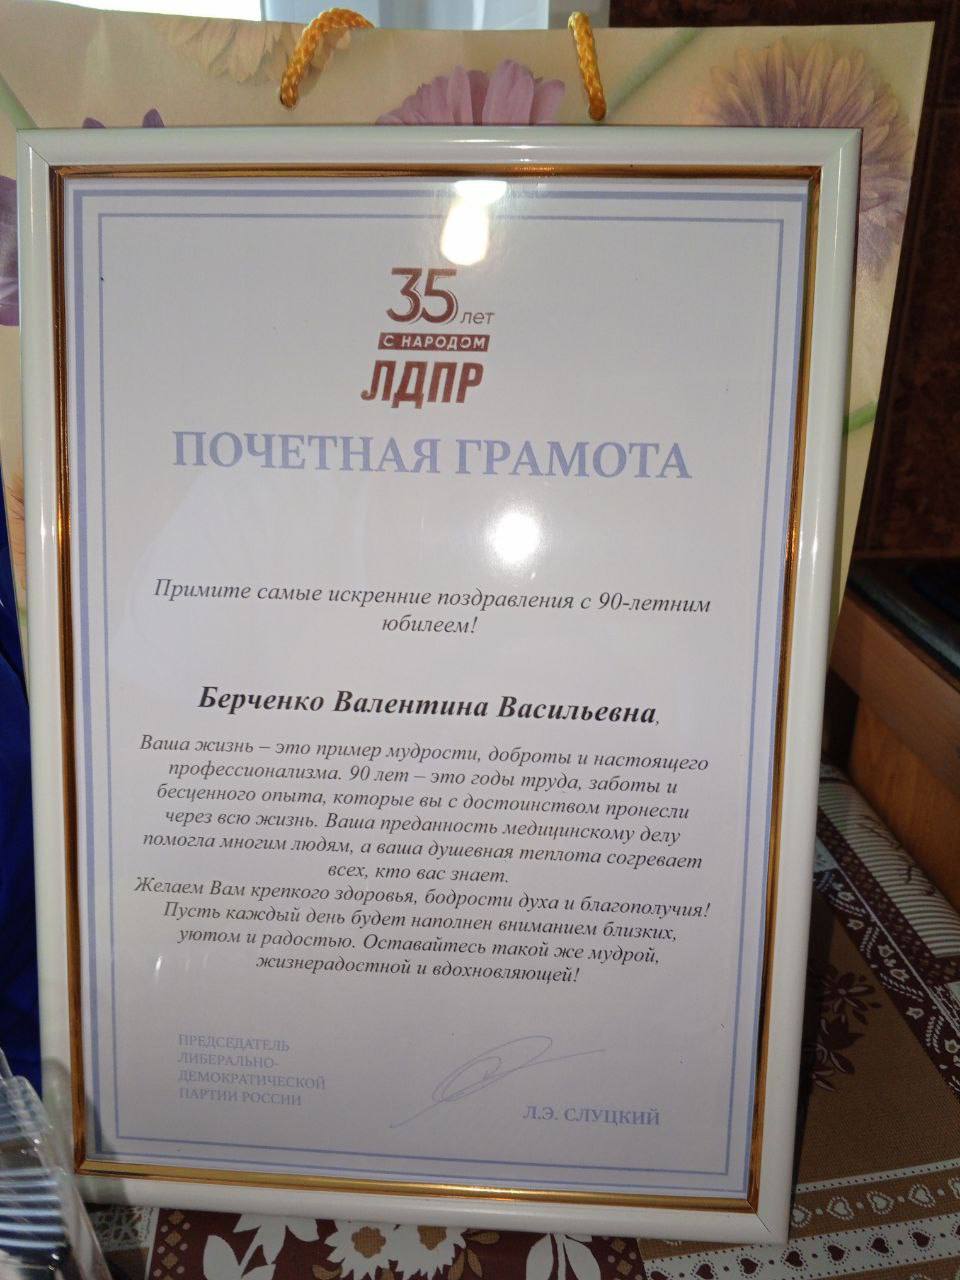 35 лет
С НАРОДОМ
ЛДПР
ПОЧЕТНАЯ ГРАМОТА
Примите самые искренние поздравления с 90-летним
юбилеем!
Берченко Валентина Васильевна,
Ваша жизнь – это пример мудрости, доброты и настоящего
профессионализма. 90 лет – это годы труда, заботы и
бесценного опыта, которые вы с достоинством пронесли
через всю жизнь. Ваша преданность медицинскому делу
помогла многим людям, а ваша душевная теплота согревает
всех, кто вас знает.
Желаем Вам крепкого здоровья, бодрости духа и благополучия!
Пусть каждый день будет наполнен вниманием близких,
уютом и радостью. Оставайтесь такой же мудрой,
жизнерадостной и вдохновляющей!
ПРЕДСЕДАТЕЛЬ
ЛИБЕРАЛЬНО-
ДЕМОКРАТИЧЕСКОЙ
ПАРТИИ РОССИИ
Л.Э. СЛУЦКИЙ